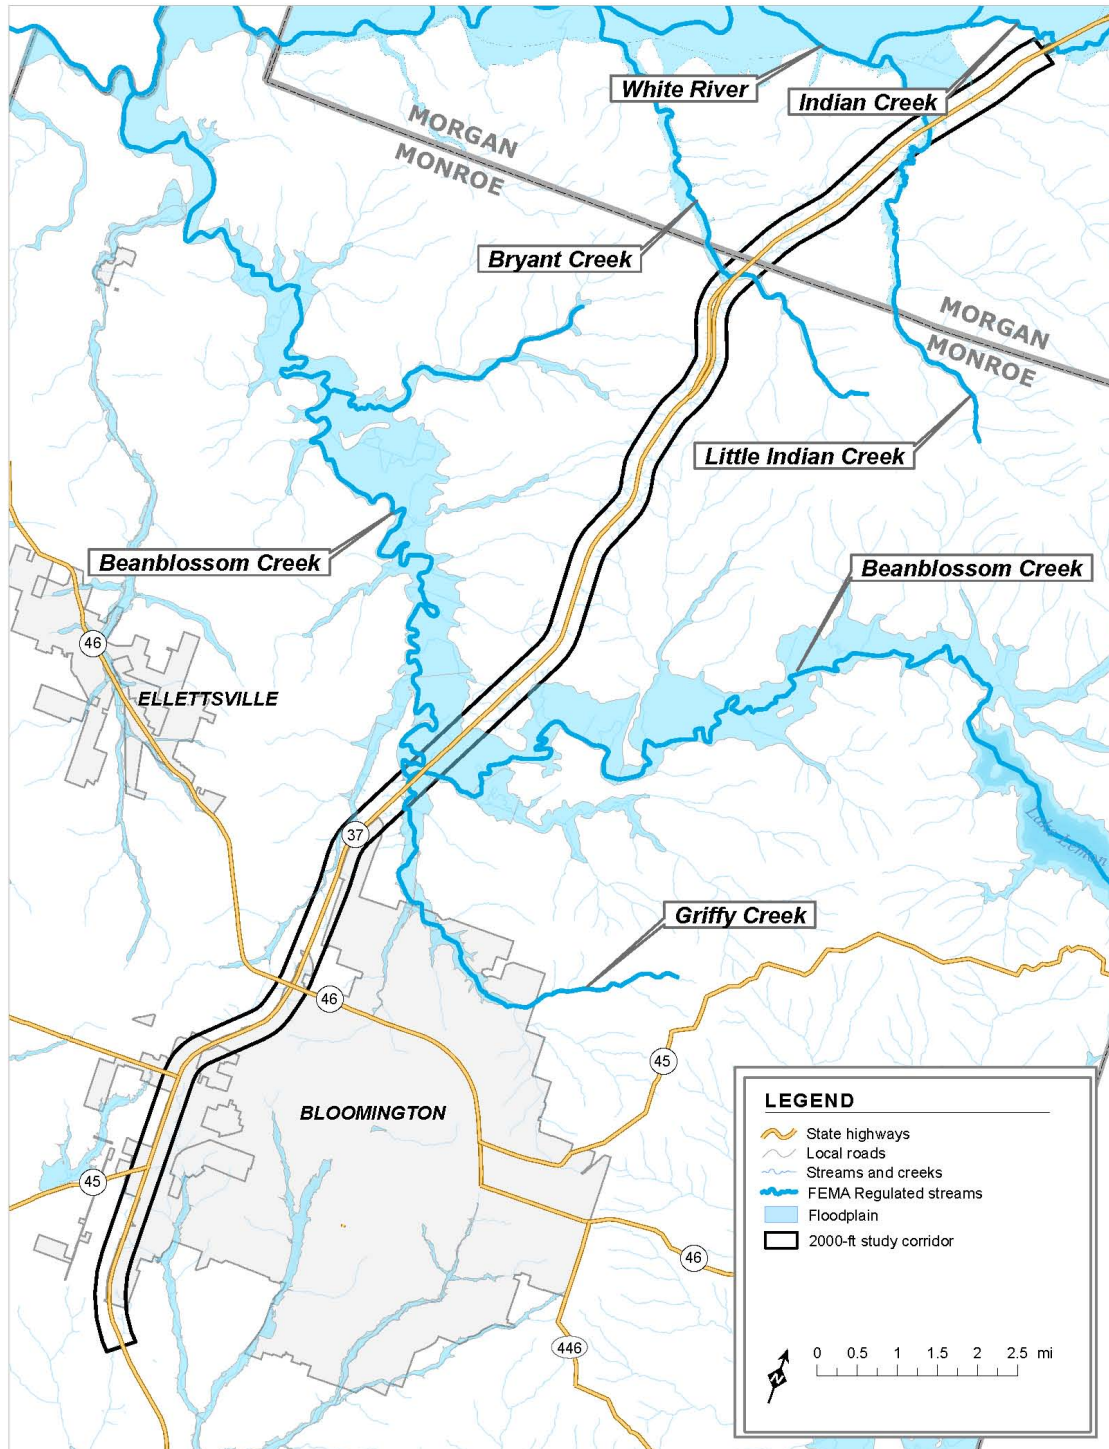 White River
Indian Creek
MORGAN
MONROE
Bryant Creek
MORGAN
MONROE
Little Indian Creek
Beanblossom Creek
Beanblossom Creek
46
ELLETTSVILLE
37
Lake Lemon
Griffy Creek
46
45
BLOOMINGTON
45
46
446
LEGEND
State highways
Local roads
Streams and creeks
FEMA Regulated streams
Floodplain
2000-ft study corridor
N
0 0.5 1 1.5 2 2.5 mi